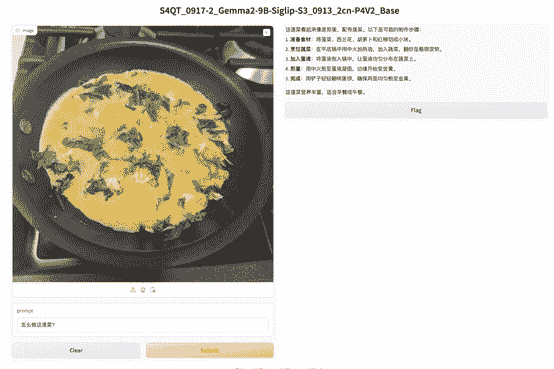 S4QT_0917-2_Gemma2-9B-Siglip-S3_0913_2cn-P4V2_Base
Image
这道菜看起来像是煎蛋，配有蔬菜。以下是可能的制作步骤：
1. 准备食材：将菠菜、西兰花、胡萝卜和红椒切成小块。
2. 烹饪蔬菜：在平底锅中用中火加热油，加入蔬菜，翻炒至略微变软。
3. 加入蛋液：将蛋液倒入锅中，让蛋液均匀分布在蔬菜上。
4. 煎蛋：用中火煎至蛋液凝固，边缘开始变金黄。
5. 完成：用铲子轻轻翻转蛋饼，确保两面均匀煎至金黄。
这道菜营养丰富，适合早餐或午餐。
Flag
prompt
怎么做这道菜?
Clear
Submit